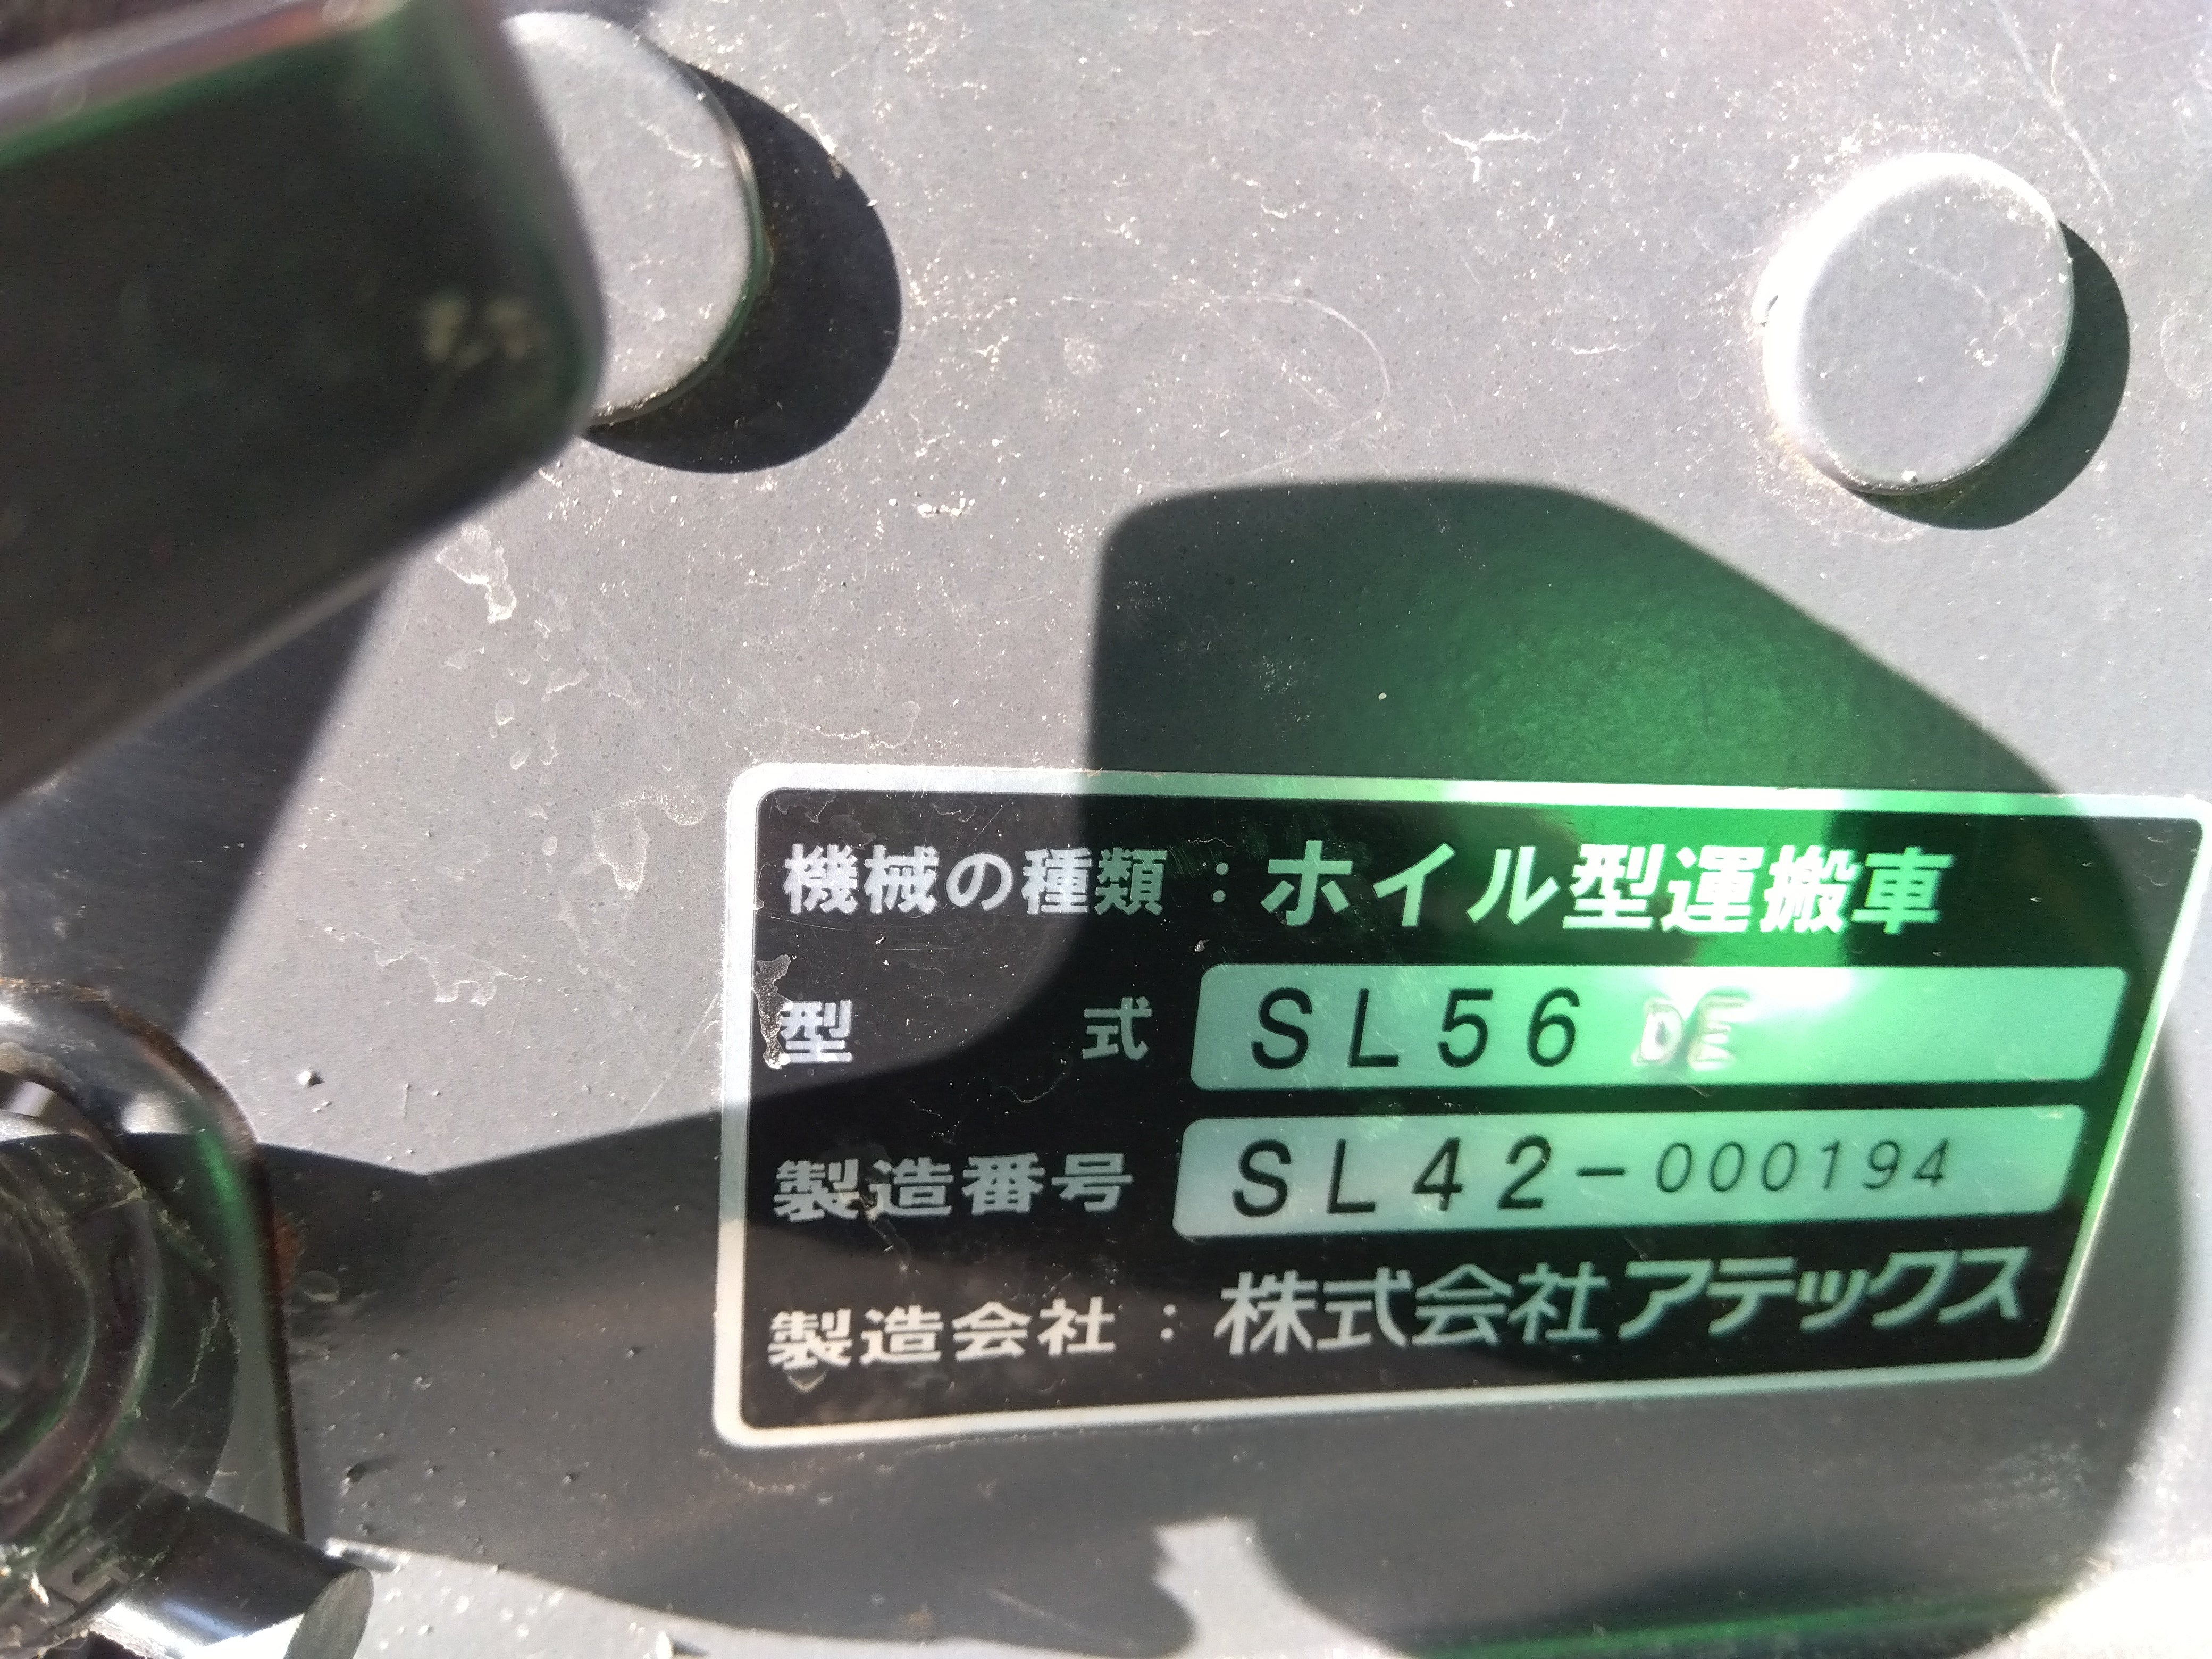 機械の種類：ホイル型運搬車
型式 SL56 DE
製造番号 SL42-000194
製造会社：株式会社アテックス